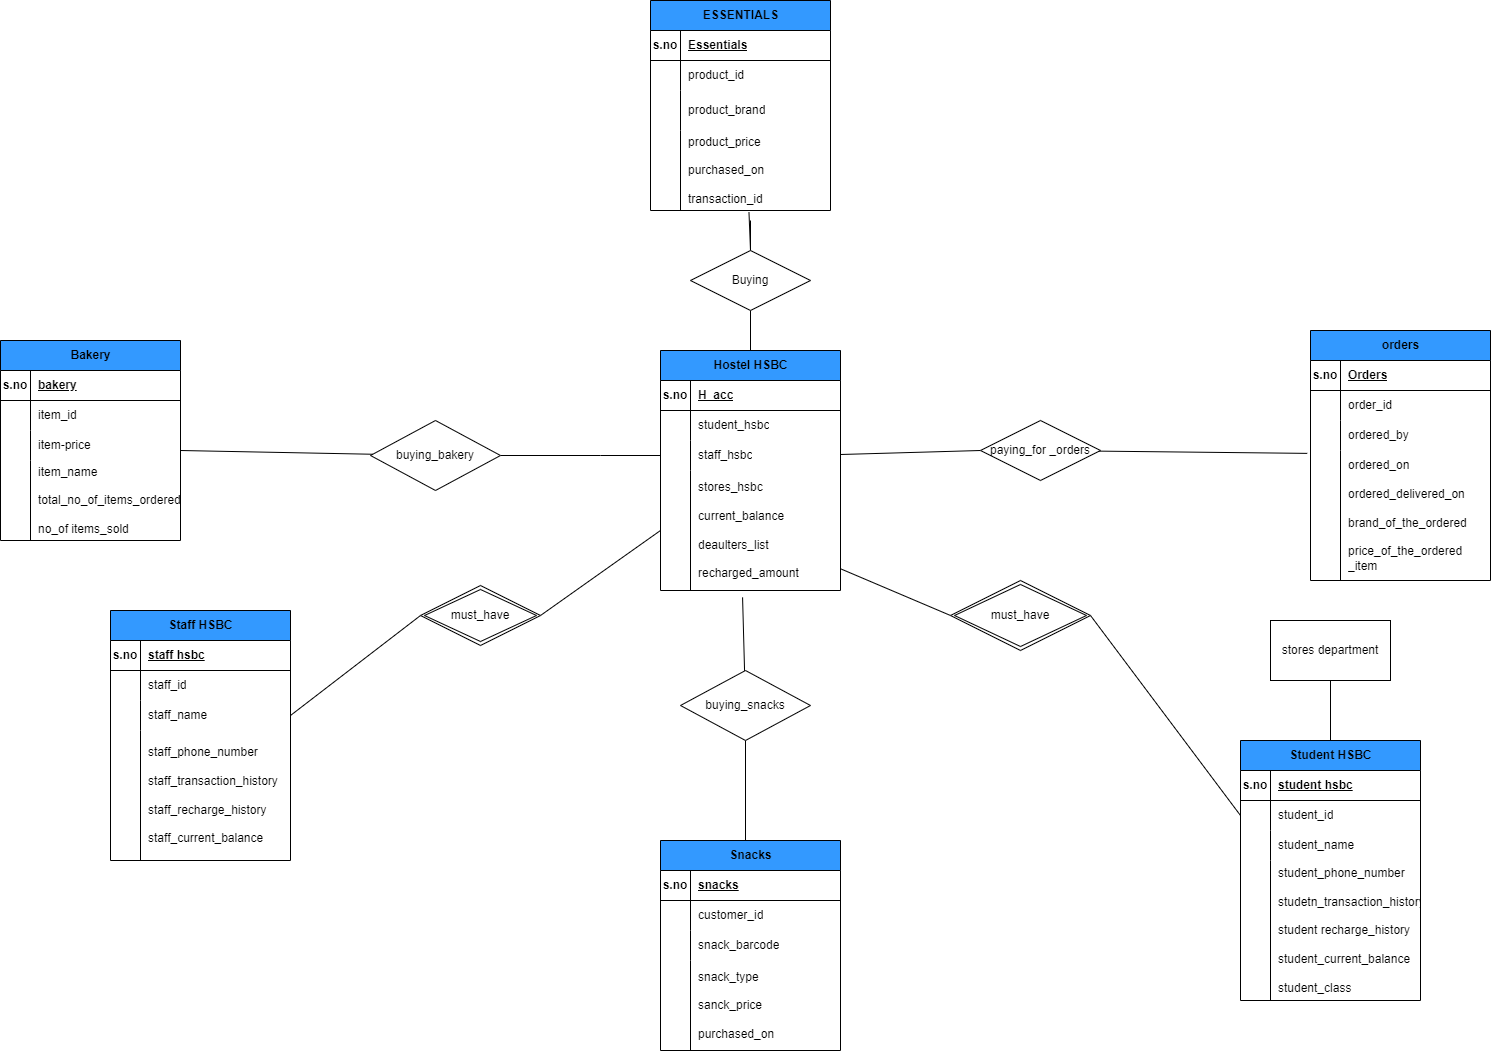 ESSENTIALS
s.no Essentials
product_id
product_brand
product_price
purchased_on
transaction_id
Buying
Bakery
s.no bakery
item_id
item-price
item_name
total_no_of_items_ordered
no_of items_sold
buying_bakery
Hostel HSBC
s.no H_acc
student_hsbc
staff_hsbc
stores_hsbc
current_balance
deaulters_list
recharged_amount
paying_for _orders
orders
s.no Orders
order_id
ordered_by
ordered_on
ordered_delivered_on
brand_of_the_ordered
price_of_the_ordered
_item
must_have
must_have
Staff HSBC
s.no staff hsbc
staff_id
staff_name
staff_phone_number
staff_transaction_history
staff_recharge_history
staff_current_balance
buying_snacks
stores department
Student HSBC
s.no student hsbc
student_id
student_name
student_phone_number
studetn_transaction_histor
student recharge_history
student_current_balance
student_class
Snacks
s.no snacks
customer_id
snack_barcode
snack_type
sanck_price
purchased_on